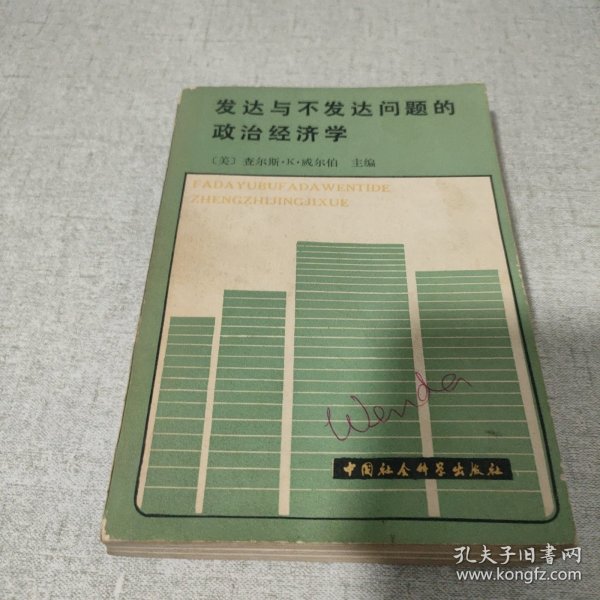 发达与不发达问题的
政治经济学
〔美〕查尔斯·K·威尔伯 主编
FADAYUBUFADAWENTIDE
ZHENGZHIJINGJIXUE
Wenda
中国社会科学出版社
孔夫子旧书网
www.kongfz.com